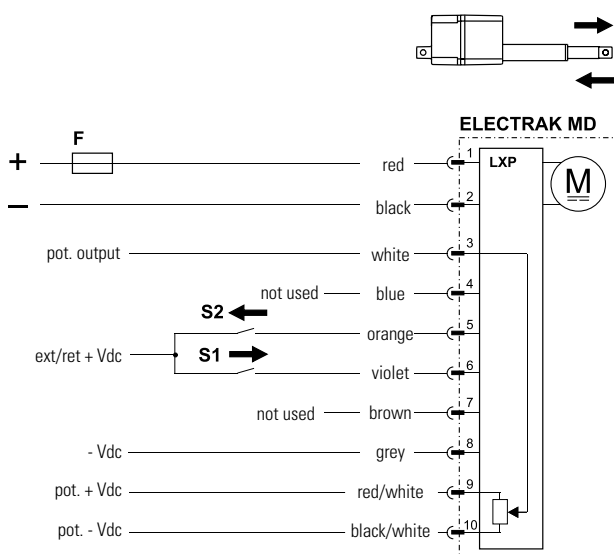 ELECTRAK MD
F
+ red 1 LXP
M
– black 2
pot. output white 3
not used blue 4
S2
orange 5
ext/ret + Vdc
S1
violet 6
not used brown 7
- Vdc grey 8
pot. + Vdc red/white 9
pot. - Vdc black/white 10